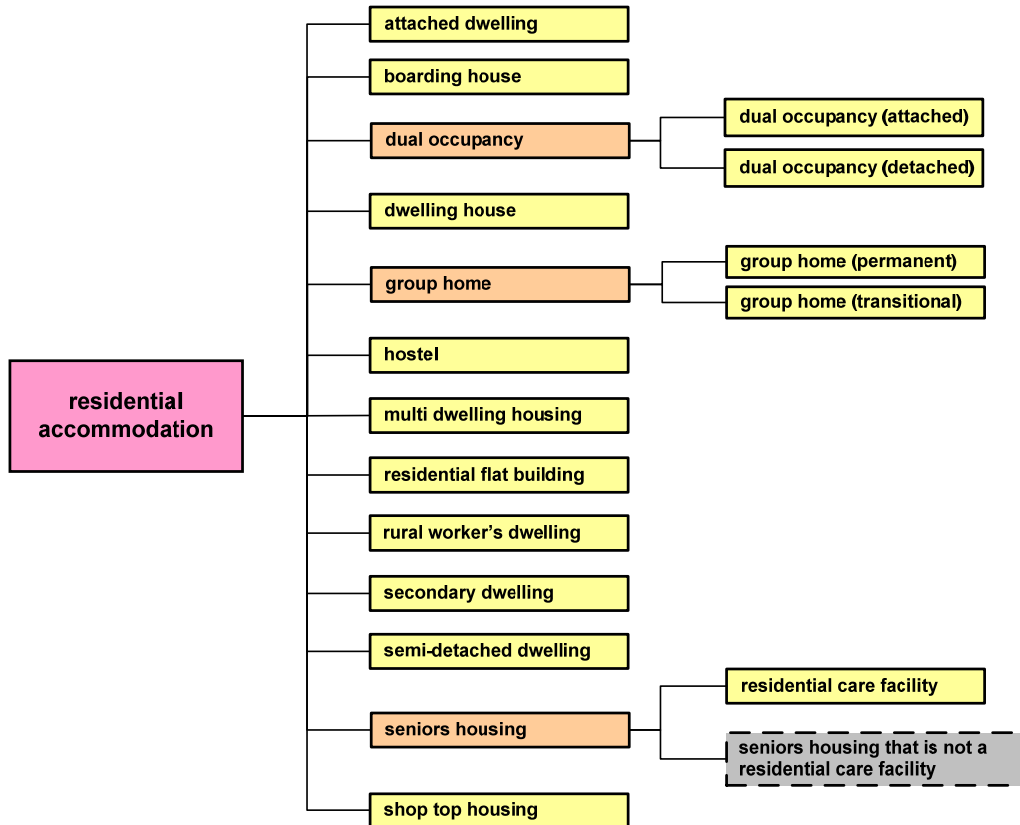 attached dwelling
boarding house
dual occupancy
dual occupancy (attached)
dual occupancy (detached)
dwelling house
group home
group home (permanent)
group home (transitional)
hostel
residential
accommodation
multi dwelling housing
residential flat building
rural worker's dwelling
secondary dwelling
semi-detached dwelling
seniors housing
residential care facility
seniors housing that is not a
residential care facility
shop top housing